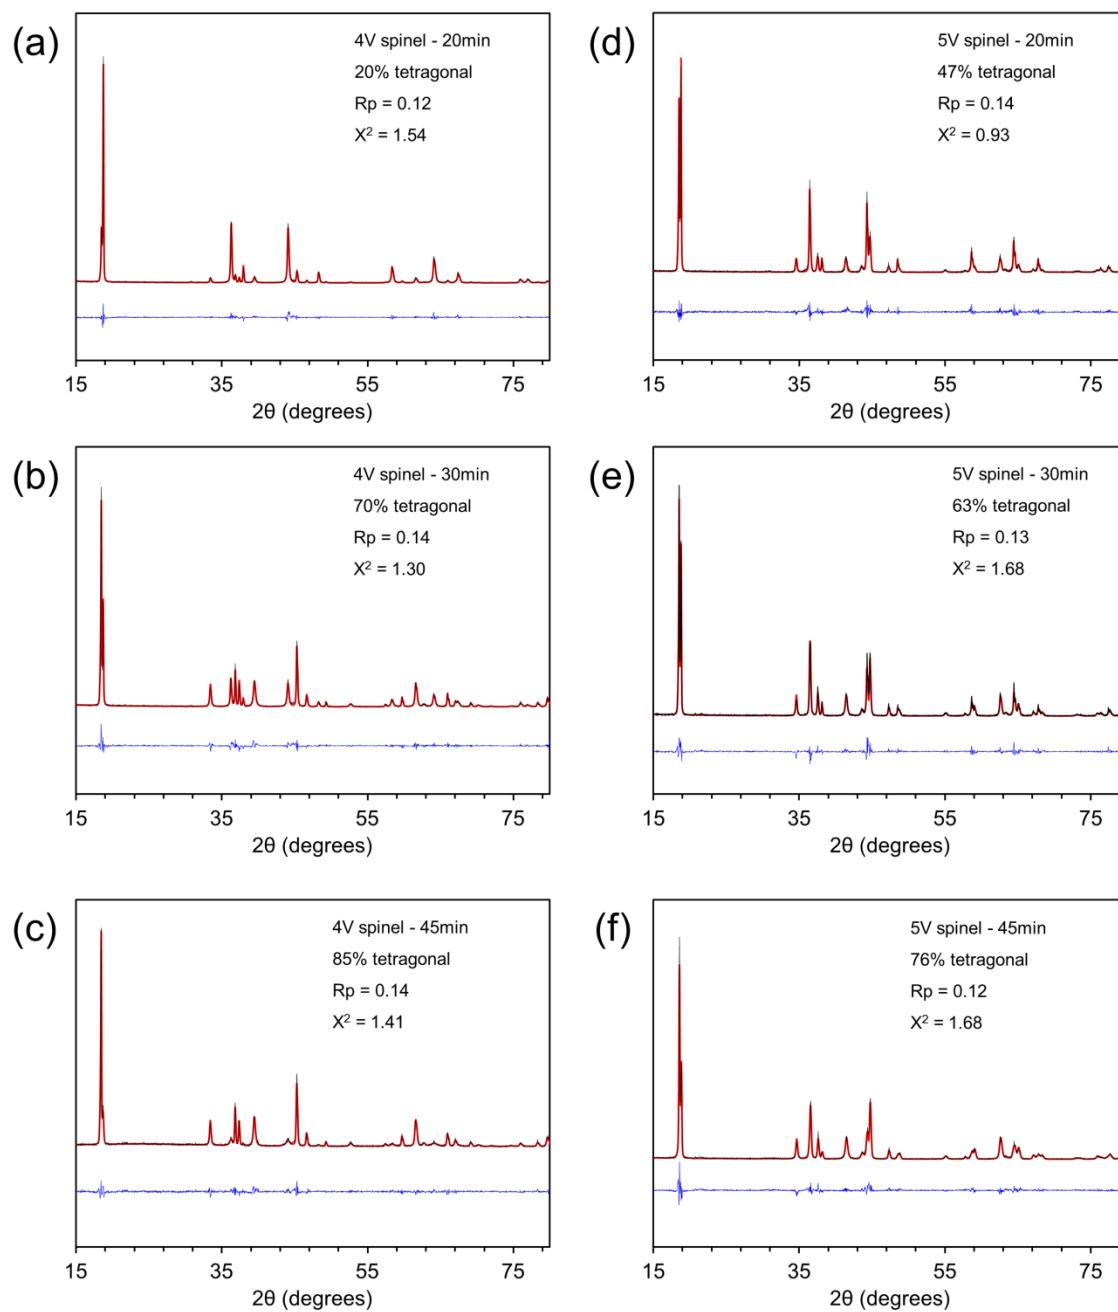 (a)
4V spinel - 20min
20% tetragonal
Rp = 0.12
X² = 1.54
15 35 55 75
2θ (degrees)
(d)
5V spinel - 20min
47% tetragonal
Rp = 0.14
X² = 0.93
15 35 55 75
2θ (degrees)
(b)
4V spinel - 30min
70% tetragonal
Rp = 0.14
X² = 1.30
15 35 55 75
2θ (degrees)
(e)
5V spinel - 30min
63% tetragonal
Rp = 0.13
X² = 1.68
15 35 55 75
2θ (degrees)
(c)
4V spinel - 45min
85% tetragonal
Rp = 0.14
X² = 1.41
15 35 55 75
2θ (degrees)
(f)
5V spinel - 45min
76% tetragonal
Rp = 0.12
X² = 1.68
15 35 55 75
2θ (degrees)